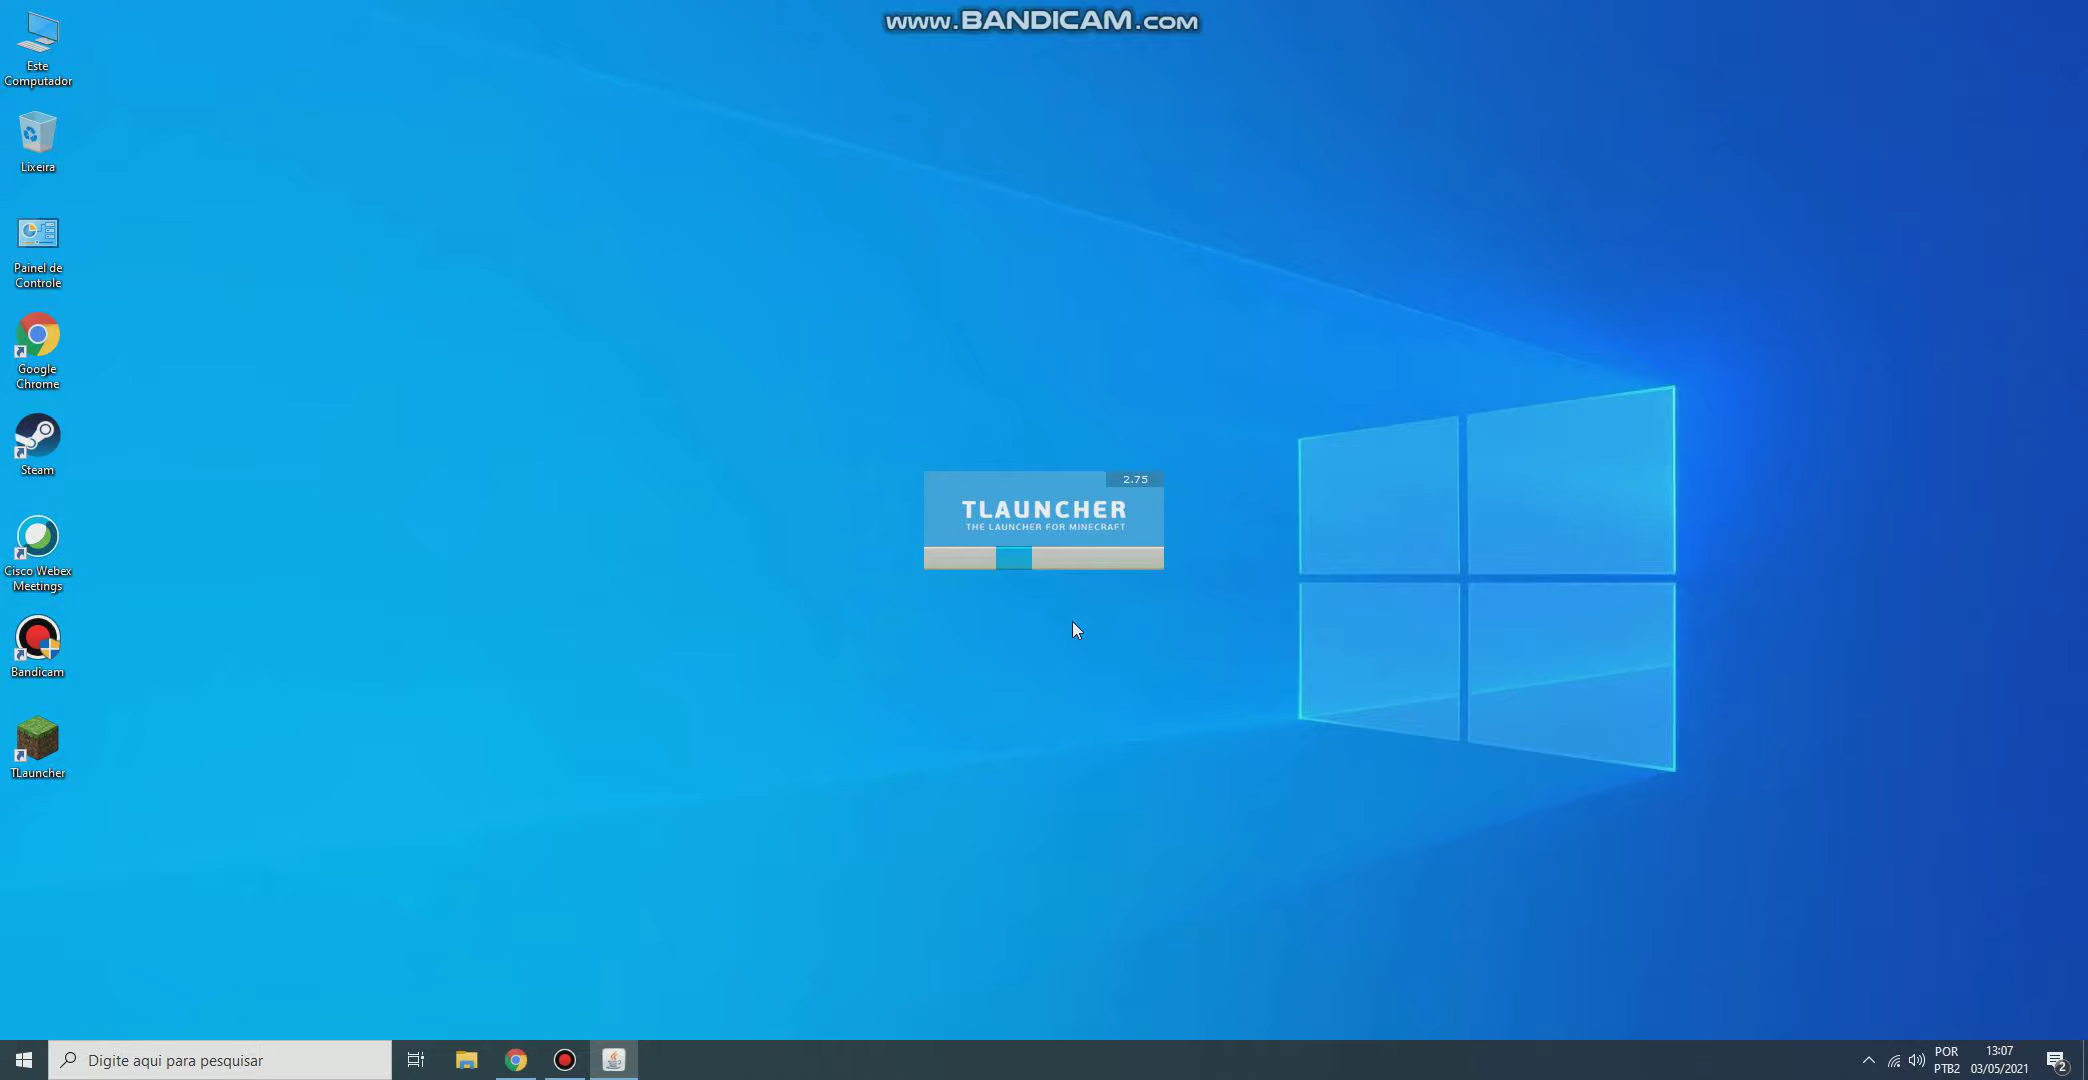 www.BANDICAM.com
Este
Computador
Lixeira
Painel de
Controle
Google
Chrome
Steam
Cisco Webex
Meetings
Bandicam
TLauncher
2.75
TLAUNCHER
THE LAUNCHER FOR MINECRAFT
Digite aqui para pesquisar
POR
PTB2
13:07
03/05/2021
2